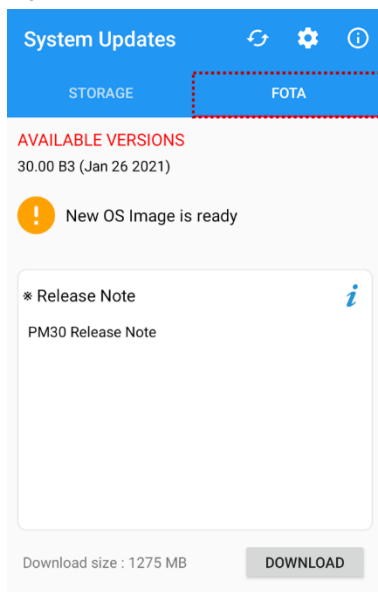 System Updates
STORAGE FOTA
AVAILABLE VERSIONS
30.00 B3 (Jan 26 2021)
! New OS Image is ready
※ Release Note i
PM30 Release Note
Download size : 1275 MB DOWNLOAD